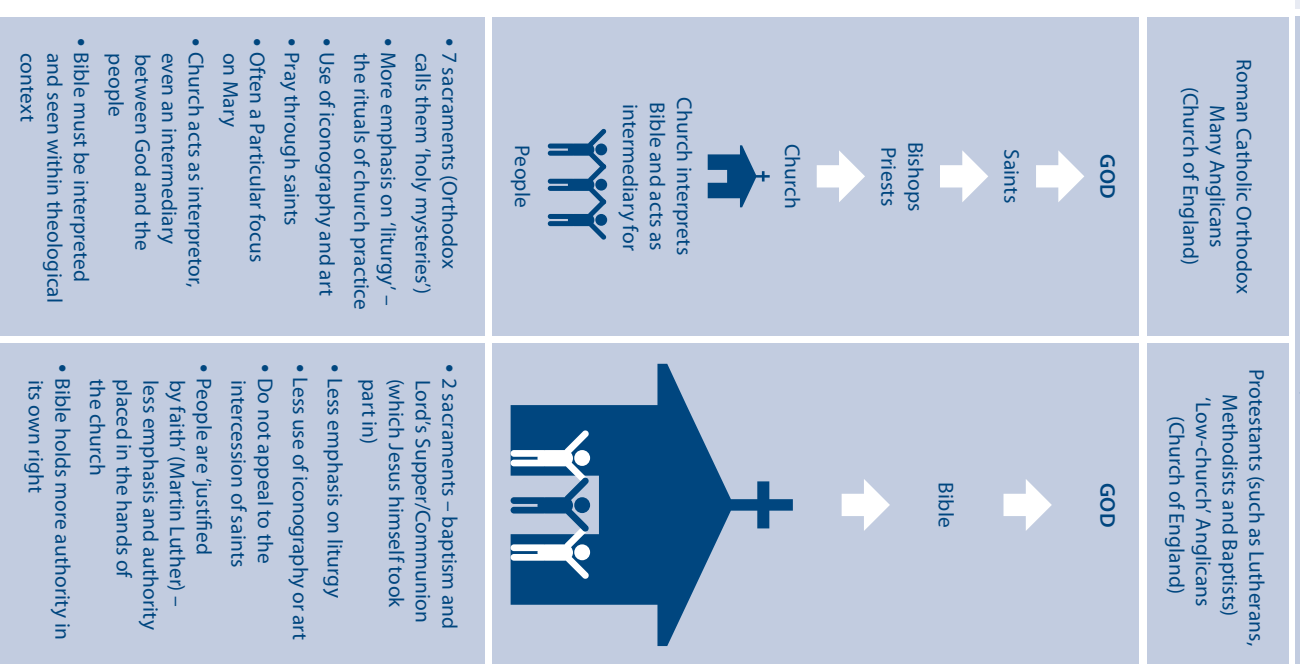 Roman Catholic Orthodox
Many Anglicans
(Church of England)
Protestants (such as Lutherans,
Methodists and Baptists)
'Low-church' Anglicans
(Church of England)
GOD
Saints
Bishops
Priests
Church
Church interprets
Bible and acts as
intermediary for
People
GOD
Bible
• 7 sacraments (Orthodox
calls them 'holy mysteries')
• More emphasis on 'liturgy' –
the rituals of church practice
• Use of iconography and art
• Pray through saints
• Often a Particular focus
on Mary
• Church acts as interpretor,
even an intermediary
between God and the
people
• Bible must be interpreted
and seen within theological
context
• 2 sacraments – baptism and
Lord's Supper/Communion
(which Jesus himself took
part in)
• Less emphasis on liturgy
• Less use of iconography or art
• Do not appeal to the
intercession of saints
• People are 'justified
by faith' (Martin Luther) –
less emphasis and authority
placed in the hands of
the church
• Bible holds more authority in
its own right